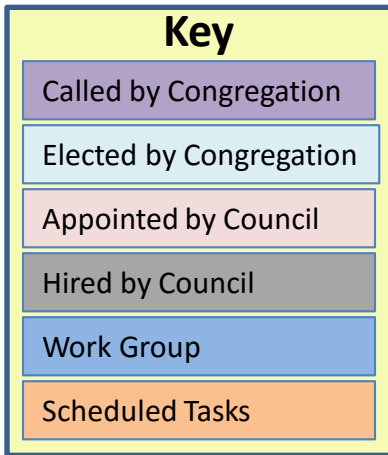 Key
Called by Congregation
Elected by Congregation
Appointed by Council
Hired by Council
Work Group
Scheduled Tasks